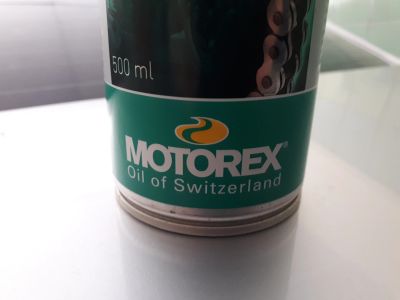 500 ml
MOTOREX®
Oil of Switzerland